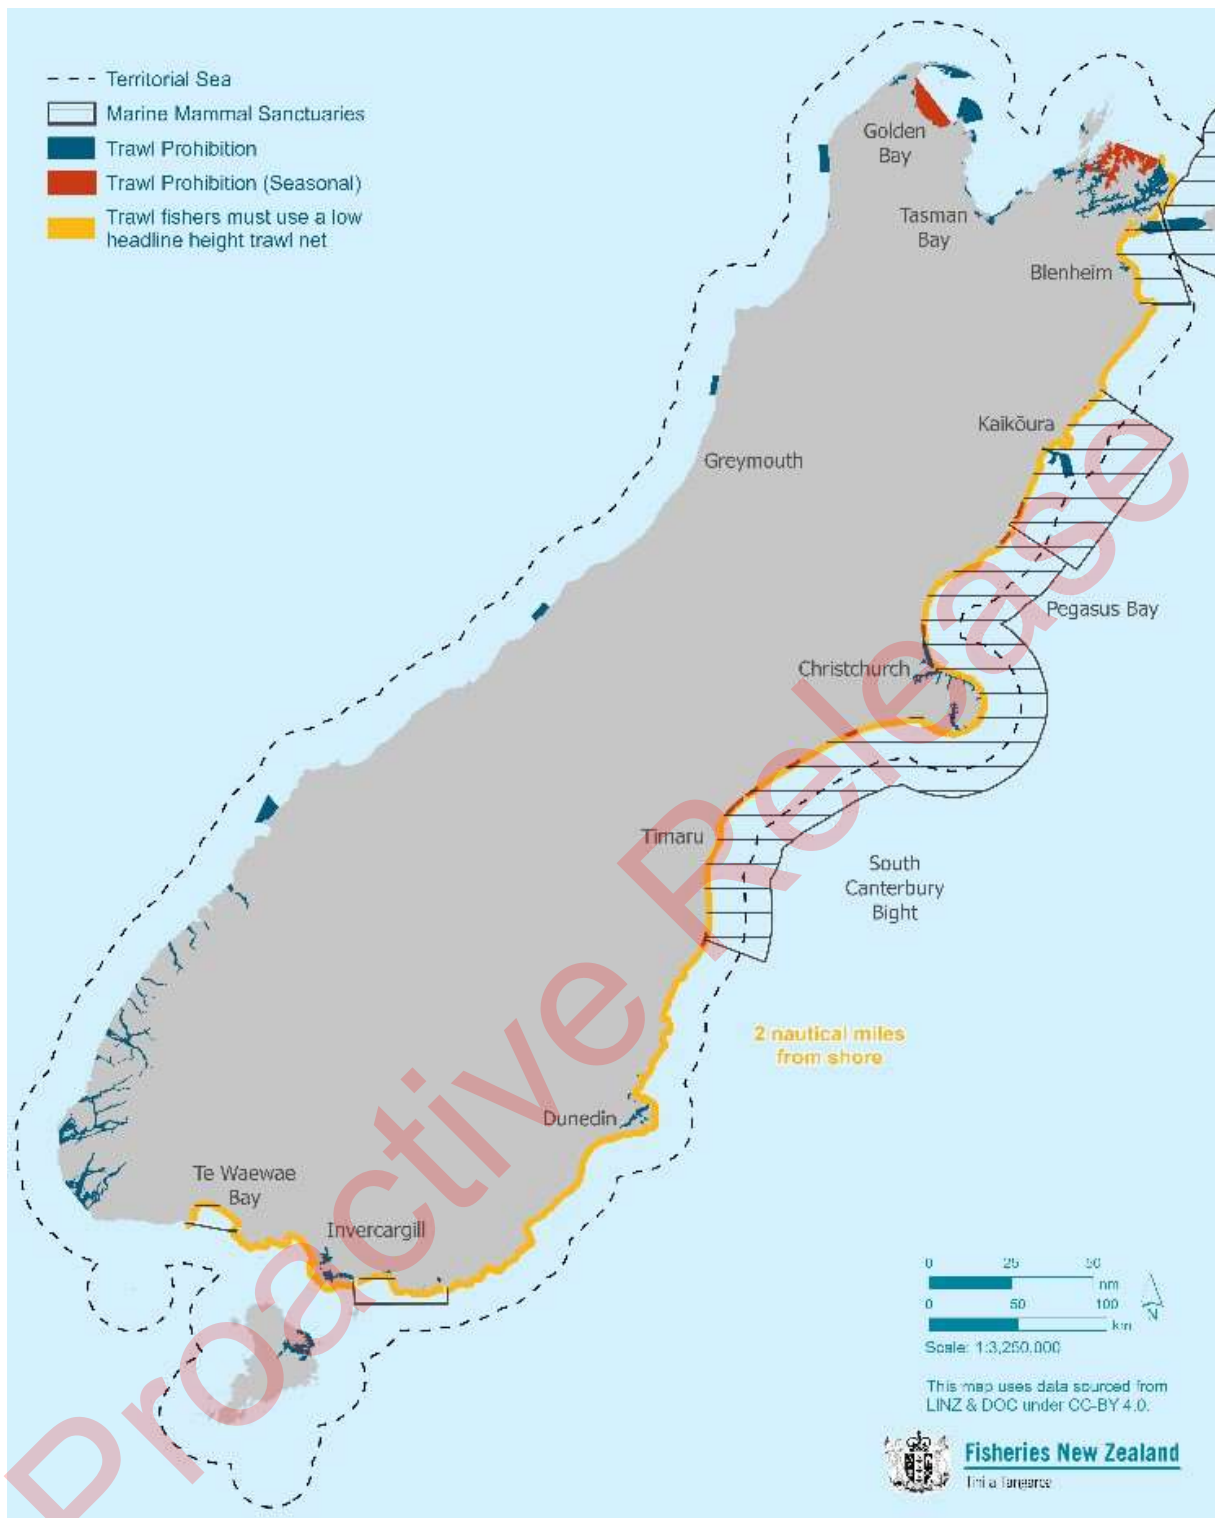 Territorial Sea
Marine Mammal Sanctuaries
Trawl Prohibition
Trawl Prohibition (Seasonal)
Trawl fishers must use a low
headline height trawl net
Golden
Bay
Tasman
Bay
Blenheim
Kaikōura
Greymouth
Pegasus Bay
Christchurch
Timaru
South
Canterbury
Bight
2 nautical miles
from shore
Dunedin
Te Waewae
Bay
Invercargill
0 25 50
nm
0 50 100
km
N
Scale: 1:3,250,000
This map uses data sourced from
LINZ & DOC under CC-BY 4.0.
Fisheries New Zealand
Tini a Tangaroa
Proactive Release